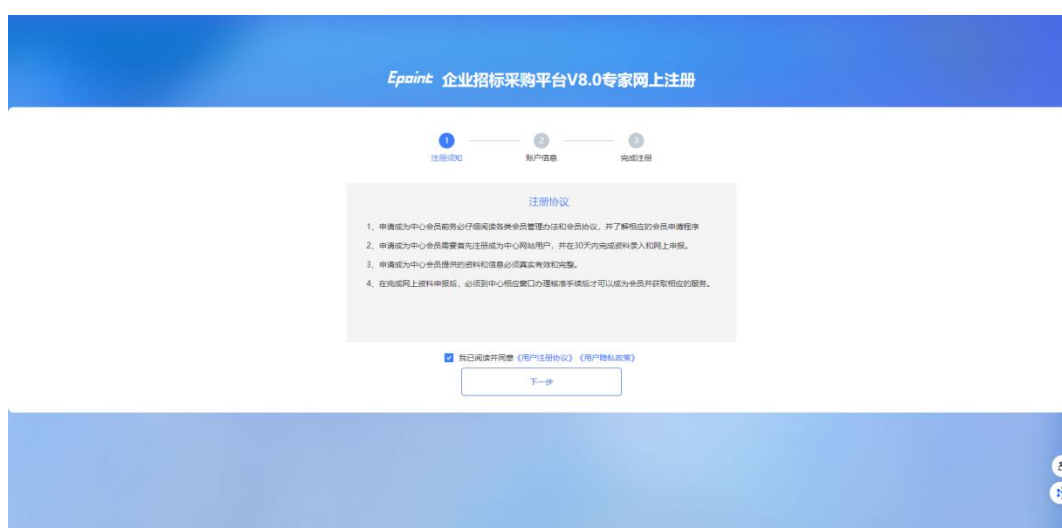 Epoint 企业招标采购平台V8.0专家网上注册
1 2 3
注册须知 账户信息 完成注册
注册协议
1、申请成为中心会员前务必仔细阅读各类会员管理办法和会员协议，并了解相应的会员申请程序
2、申请成为中心会员需要首先注册成为中心网站用户，并在30天内完成资料录入和网上申报。
3、申请成为中心会员提供的资料和信息必须真实有效和完整。
4、在完成网上资料申报后，必须到中心相应窗口办理核准手续后才可以成为会员并获取相应的服务。
我已阅读并同意《用户注册协议》《用户隐私政策》
下一步